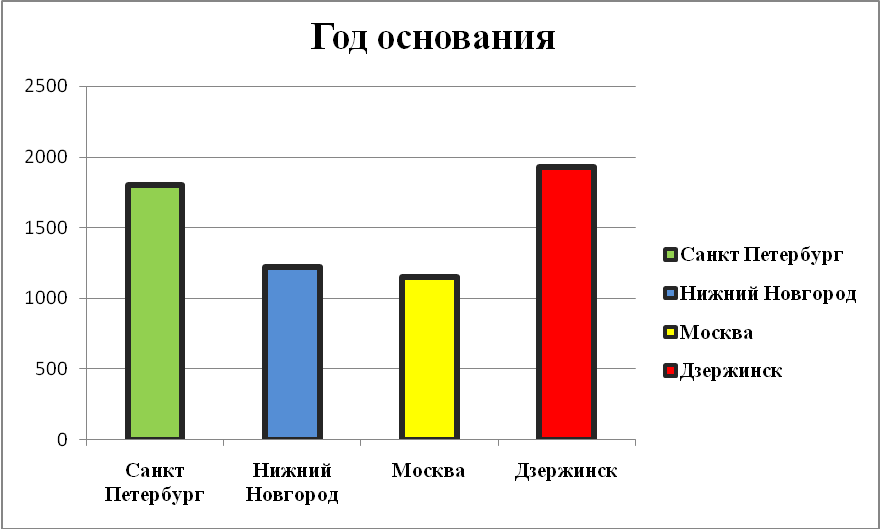 Год основания
2500
2000
1500
1000
500
0
Санкт
Петербург
Нижний
Новгород
Москва
Дзержинск
Санкт Петербург
Нижний Новгород
Москва
Дзержинск